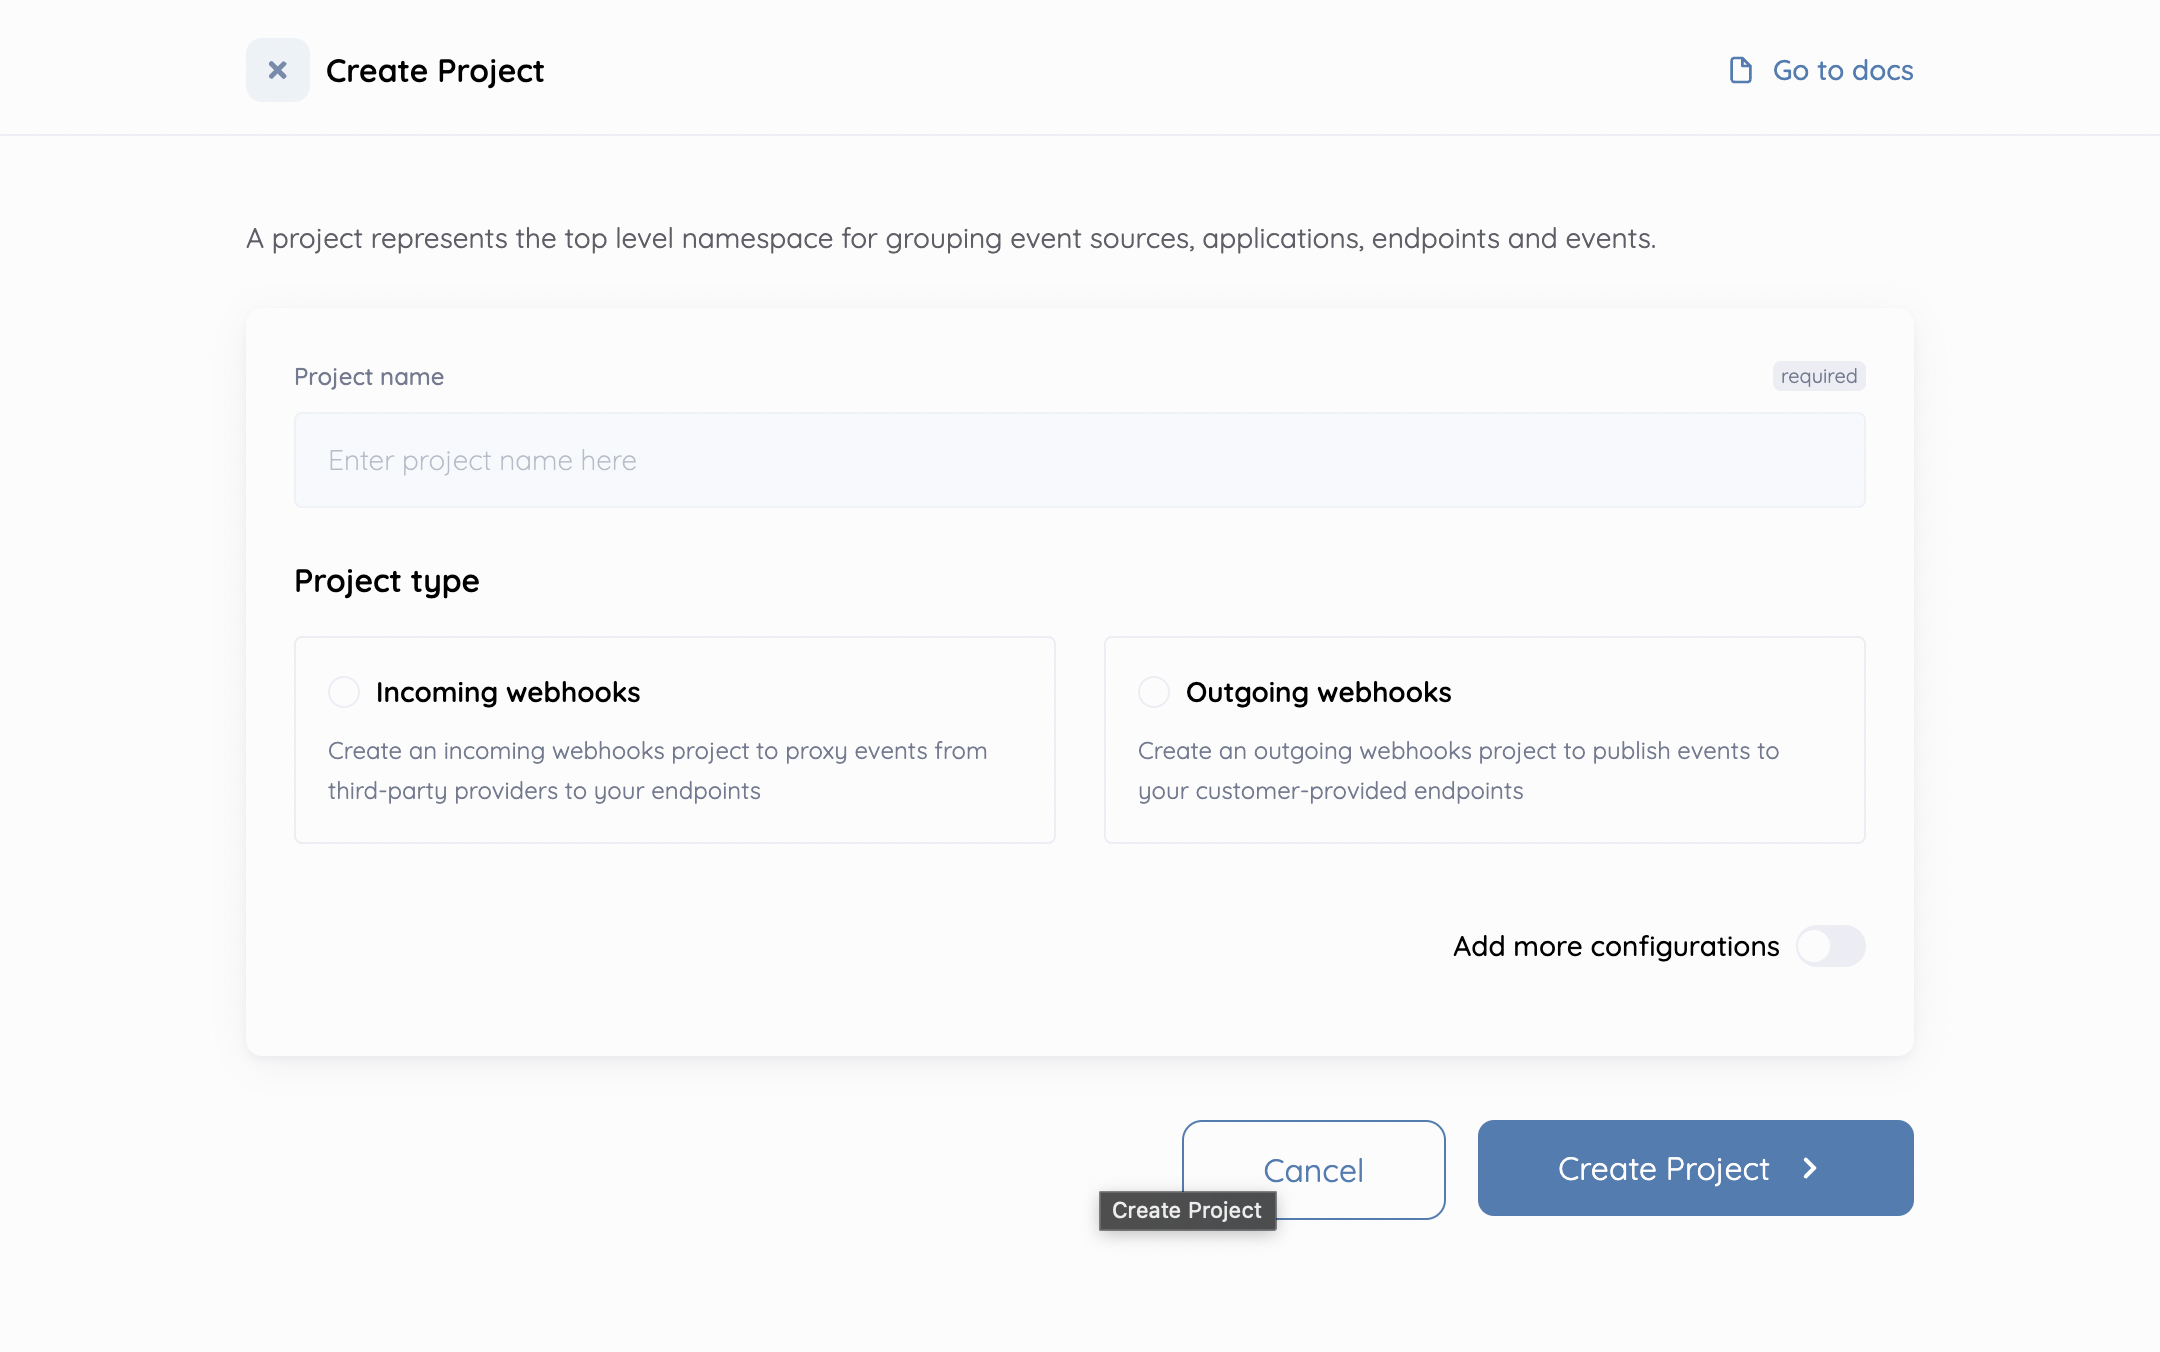 Create Project
Go to docs
A project represents the top level namespace for grouping event sources, applications, endpoints and events.
Project name
required
Enter project name here
Project type
Incoming webhooks
Create an incoming webhooks project to proxy events from
third-party providers to your endpoints
Outgoing webhooks
Create an outgoing webhooks project to publish events to
your customer-provided endpoints
Add more configurations
Cancel
Create Project
Create Project